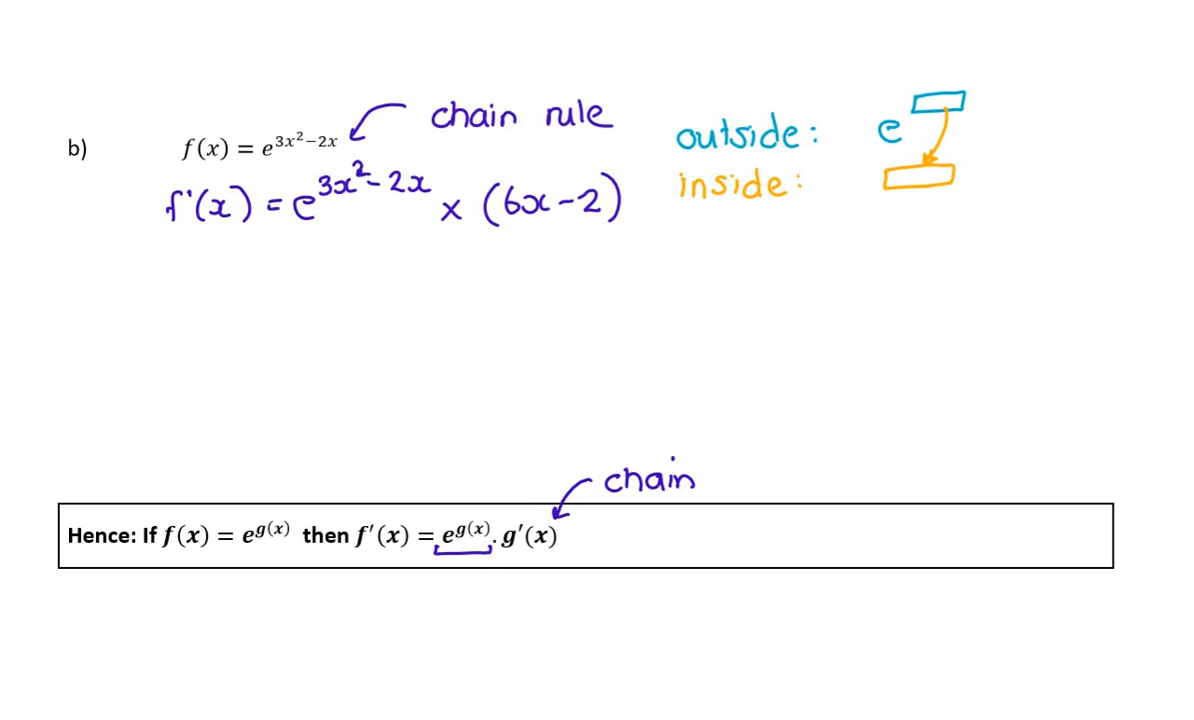 chain rule
outside: e
b) f(x) = e^{3x²−2x}
inside:
f'(x) = e^{3x²-2x} x (6x-2)
chain
Hence: If f(x) = e^{g(x)} then f′(x) = e^{g(x)}. g′(x)